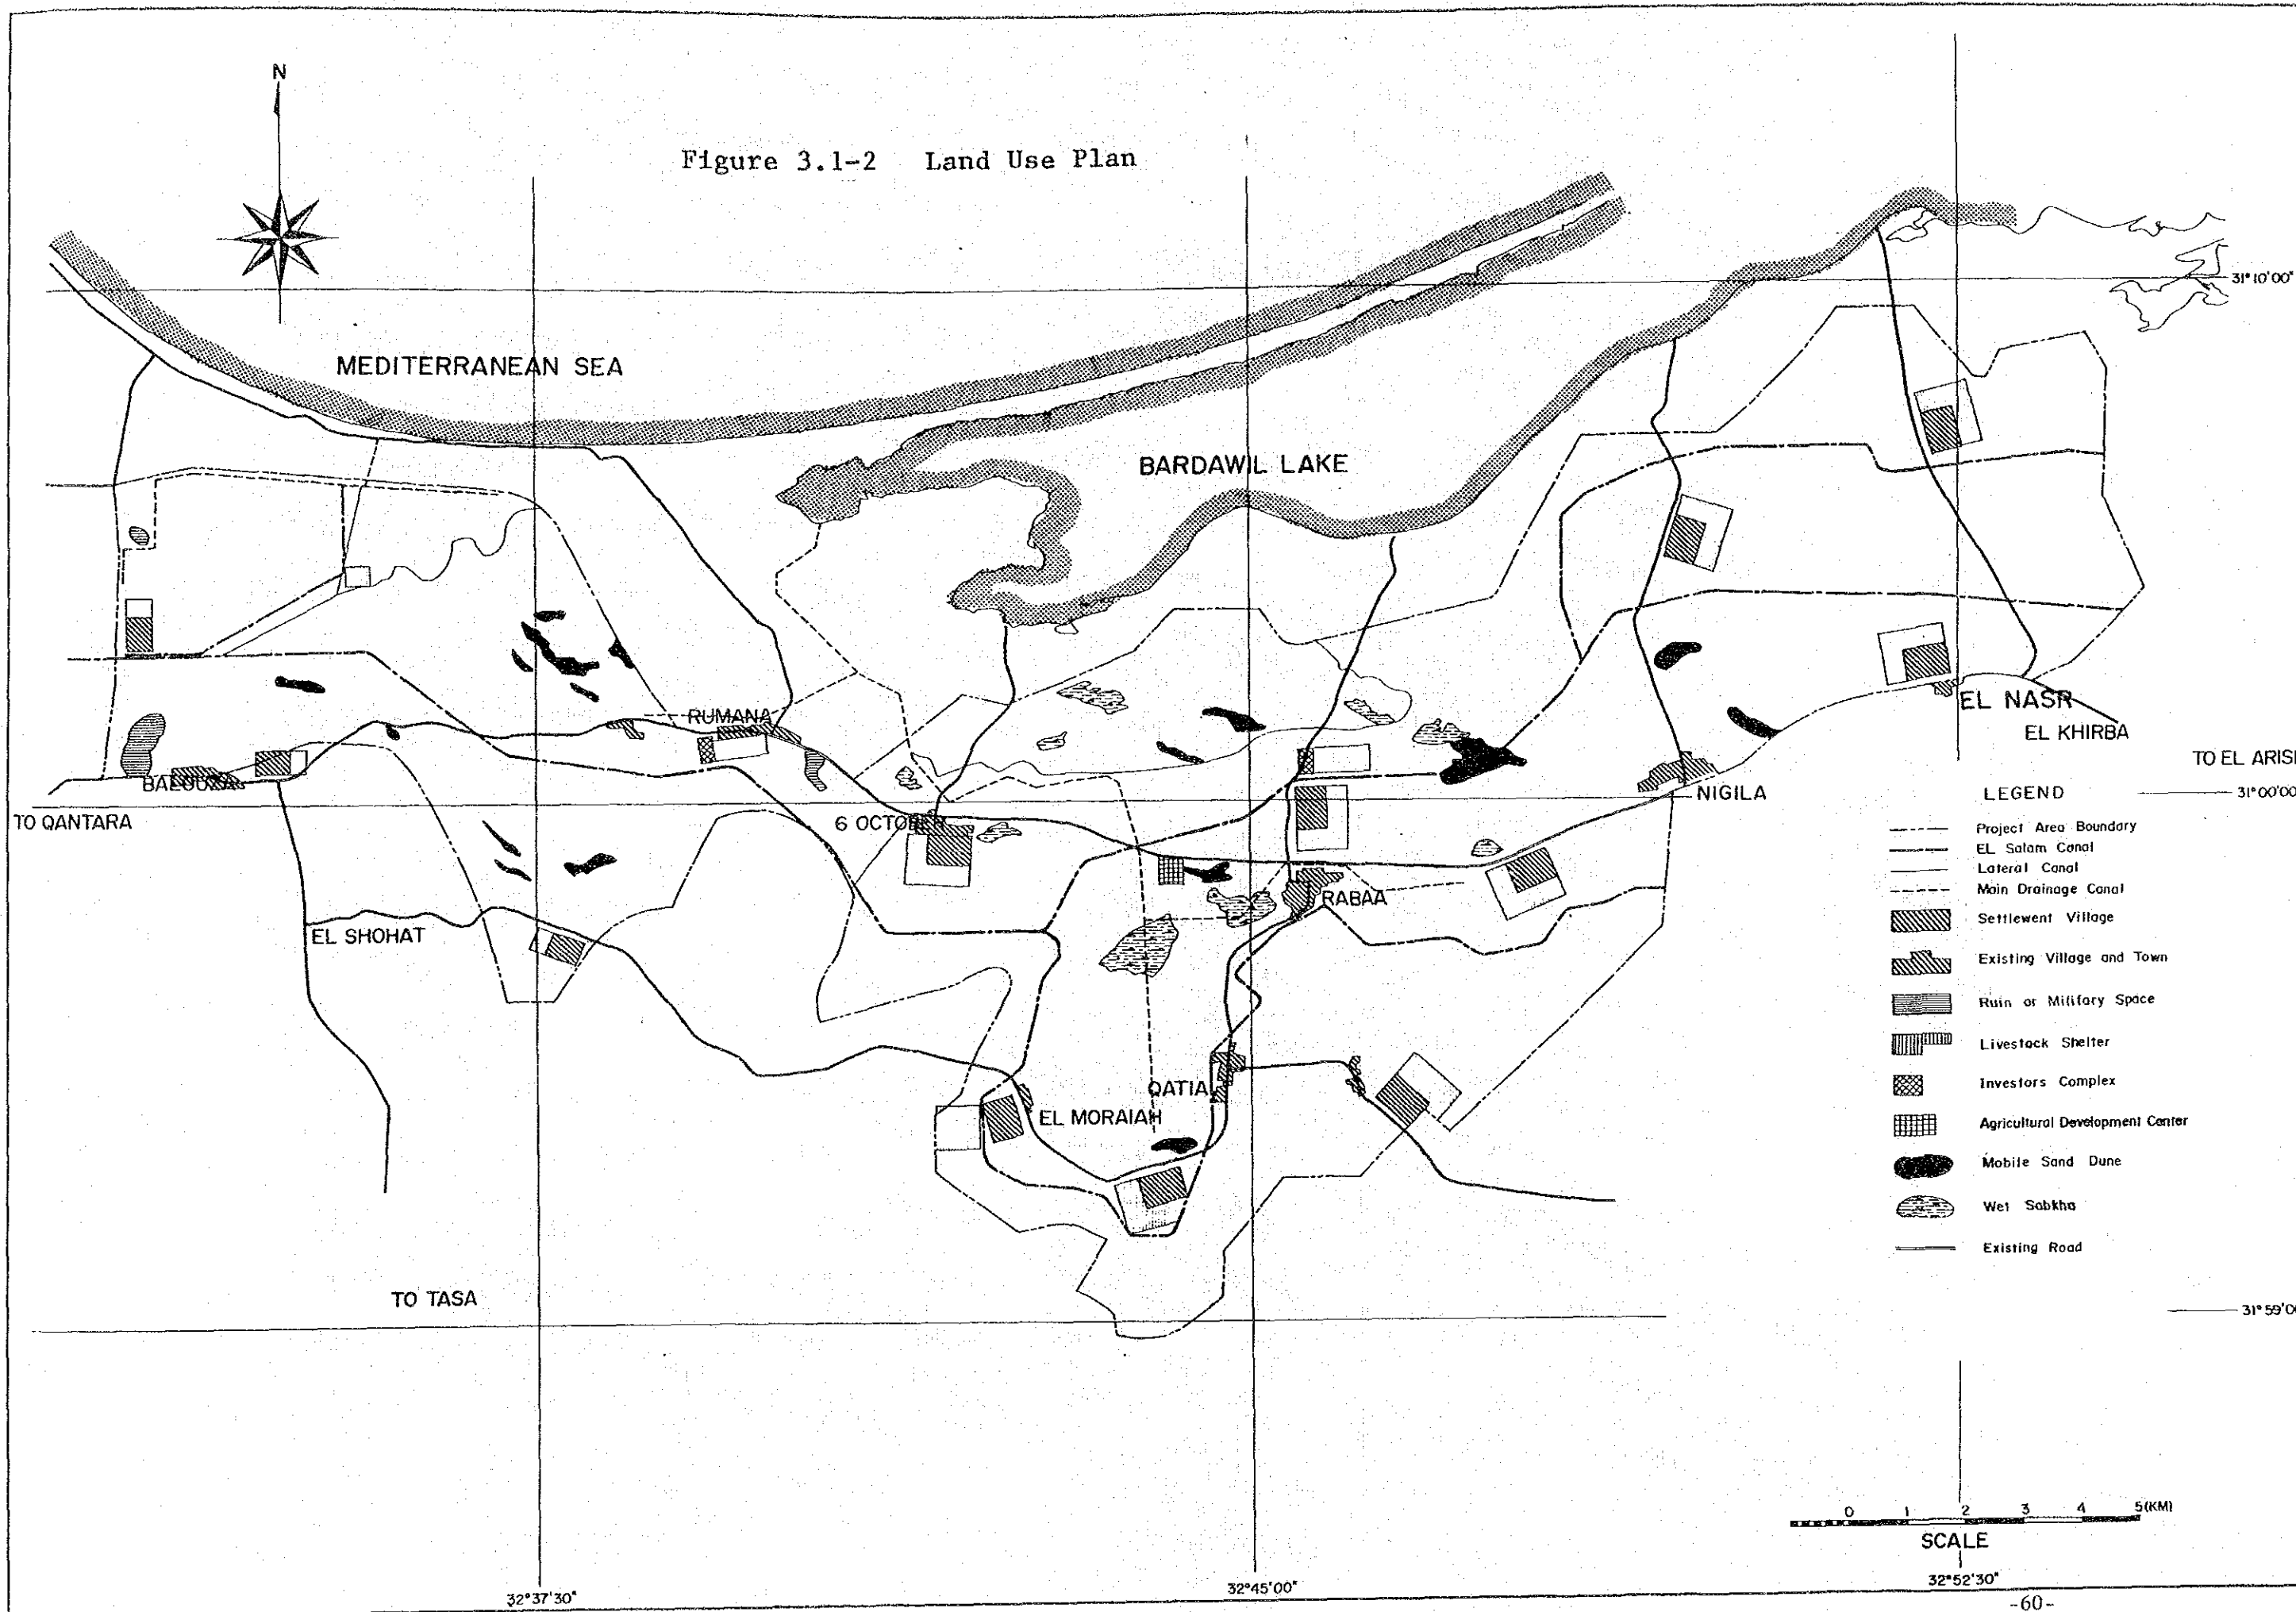 N
Figure 3.1-2 Land Use Plan
31°10'00"
MEDITERRANEAN SEA
BARDAWIL LAKE
RUMANA
EL NASR
EL KHIRBA
TO EL ARISH
NIGILA
TO QANTARA
6 OCTOBER
RABAA
EL SHOHAT
QATIA
EL MORAIAH
TO TASA
LEGEND
31°00'00
Project Area Boundary
EL Salam Canal
Lateral Canal
Main Drainage Canal
Settlewent Village
Existing Village and Town
Ruin or Military Space
Livestock Shelter
Investors Complex
Agricultural Development Center
Mobile Sand Dune
Wet Sabkha
Existing Road
31°59'00
0 1 2 3 4 5(KM)
SCALE
32°37'30"
32°45'00"
32°52'30"
-60-